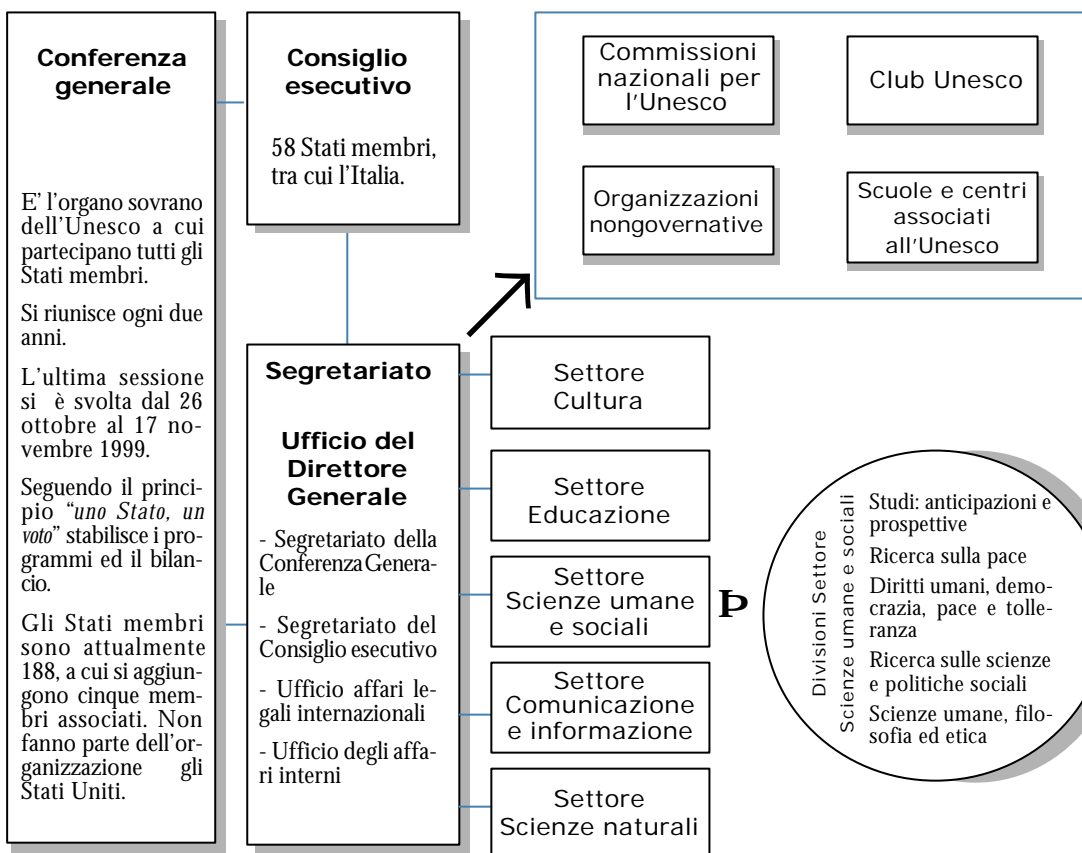 Conferenza
generale
E' l'organo sovrano
dell'Unesco a cui
partecipano tutti gli
Stati membri.
Si riunisce ogni due
anni.
L'ultima sessione
si è svolta dal 26
ottobre al 17 no-
vembre 1999.
Seguendo il princi-
pio "uno Stato, un
voto" stabilisce i pro-
grammi ed il bilan-
cio.
Gli Stati membri
sono attualmente
188, a cui si aggiun-
gono cinque mem-
bri associati. Non
fanno parte dell'or-
ganizzazione gli
Stati Uniti.
Consiglio
esecutivo
58 Stati membri,
tra cui l'Italia.
Commissioni
nazionali per
l'Unesco
Club Unesco
Organizzazioni
nongovernative
Scuole e centri
associati
all'Unesco
Segretariato
Ufficio del
Direttore
Generale
- Segretariato della
Conferenza Genera-
le
- Segretariato del
Consiglio esecutivo
- Ufficio affari le-
gali internazionali
- Ufficio degli affa-
ri interni
Settore
Cultura
Settore
Educazione
Settore
Scienze umane
e sociali
Settore
Comunicazione
e informazione
Settore
Scienze naturali
Þ
Divisioni Settore
Scienze umane e sociali
Studi: anticipazioni e
prospettive
Ricerca sulla pace
Diritti umani, demo-
crazia, pace e tolle-
ranza
Ricerca sulle scienze
e politiche sociali
Scienze umane, filo-
sofia ed etica